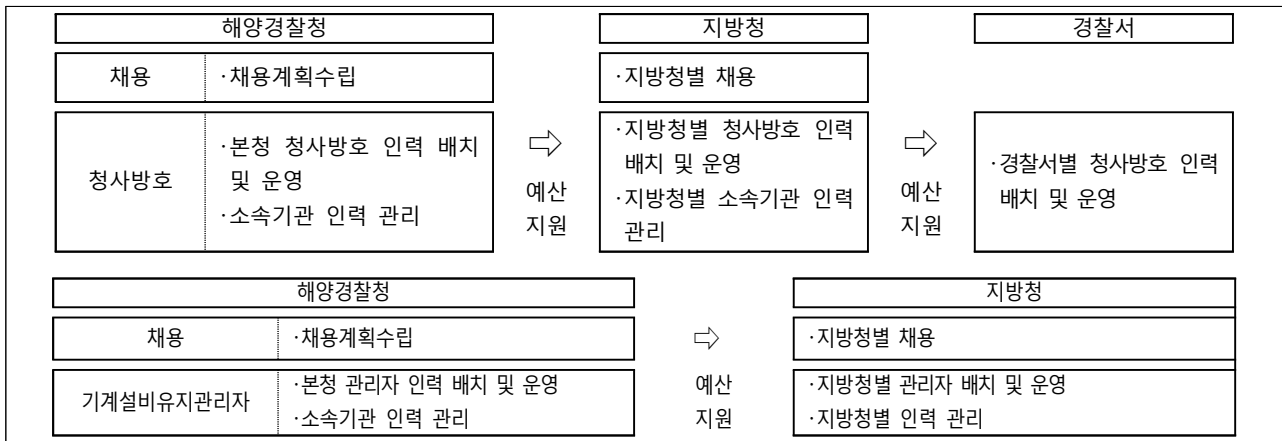 해양경찰청
지방청
경찰서
채용
·채용계획수립
·지방청별 채용
청사방호
·본청 청사방호 인력 배치
및 운영
·소속기관 인력 관리
예산
지원
·지방청별 청사방호 인력
배치 및 운영
·지방청별 소속기관 인력
관리
예산
지원
·경찰서별 청사방호 인력
배치 및 운영
해양경찰청
지방청
채용
·채용계획수립
·지방청별 채용
기계설비유지관리자
·본청 관리자 인력 배치 및 운영
·소속기관 인력 관리
예산
지원
·지방청별 관리자 배치 및 운영
·지방청별 인력 관리